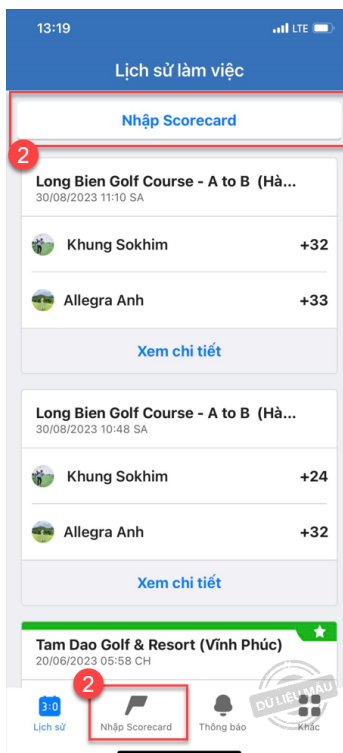 13:19
LTE
Lịch sử làm việc
Nhập Scorecard
2
Long Bien Golf Course - A to B (Hà...
30/08/2023 11:10 SA
Khung Sokhim +32
Allegra Anh +33
Xem chi tiết
Long Bien Golf Course - A to B (Hà...
30/08/2023 10:48 SA
Khung Sokhim +24
Allegra Anh +32
Xem chi tiết
Tam Dao Golf & Resort (Vĩnh Phúc)
20/06/2023 05:58 CH
2
3:0
DỮ LIỆU MẪU
Lịch sử Nhập Scorecard Thông báo Khác